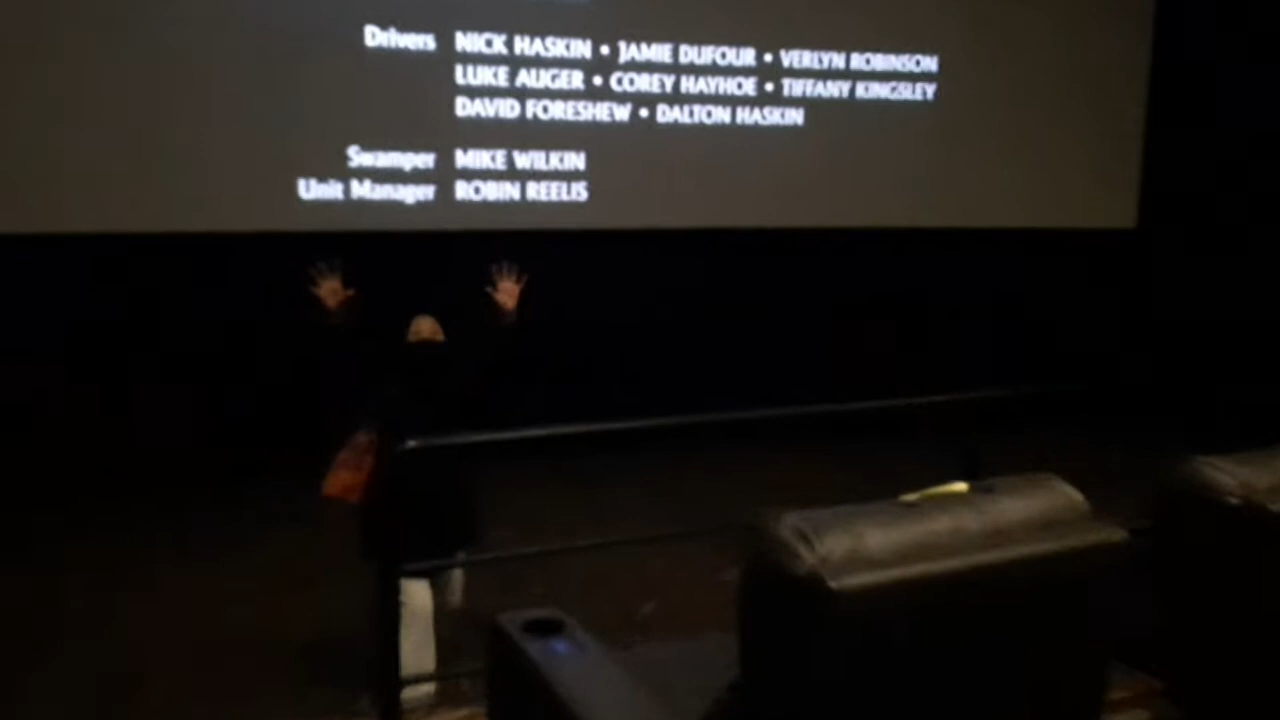 Drivers NICK HASKIN • JAMIE DUFOUR • VERLYN ROBINSON
LUKE AUGER • COREY HAYHOE • TIFFANY KINGSLEY
DAVID FORESHEW • DALTON HASKIN
Swamper MIKE WILKIN
Unit Manager ROBIN REELIS